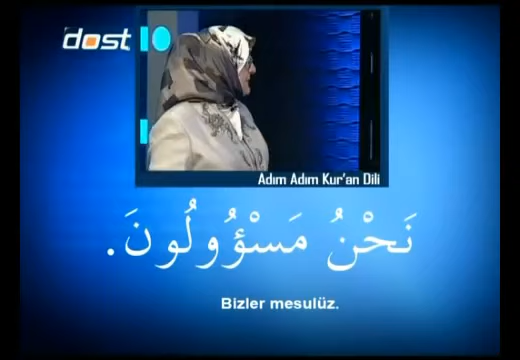 dost
Adım Adım Kur'an Dili
نَحْنُ مَسْؤُولُونَ.
Bizler mesulüz.